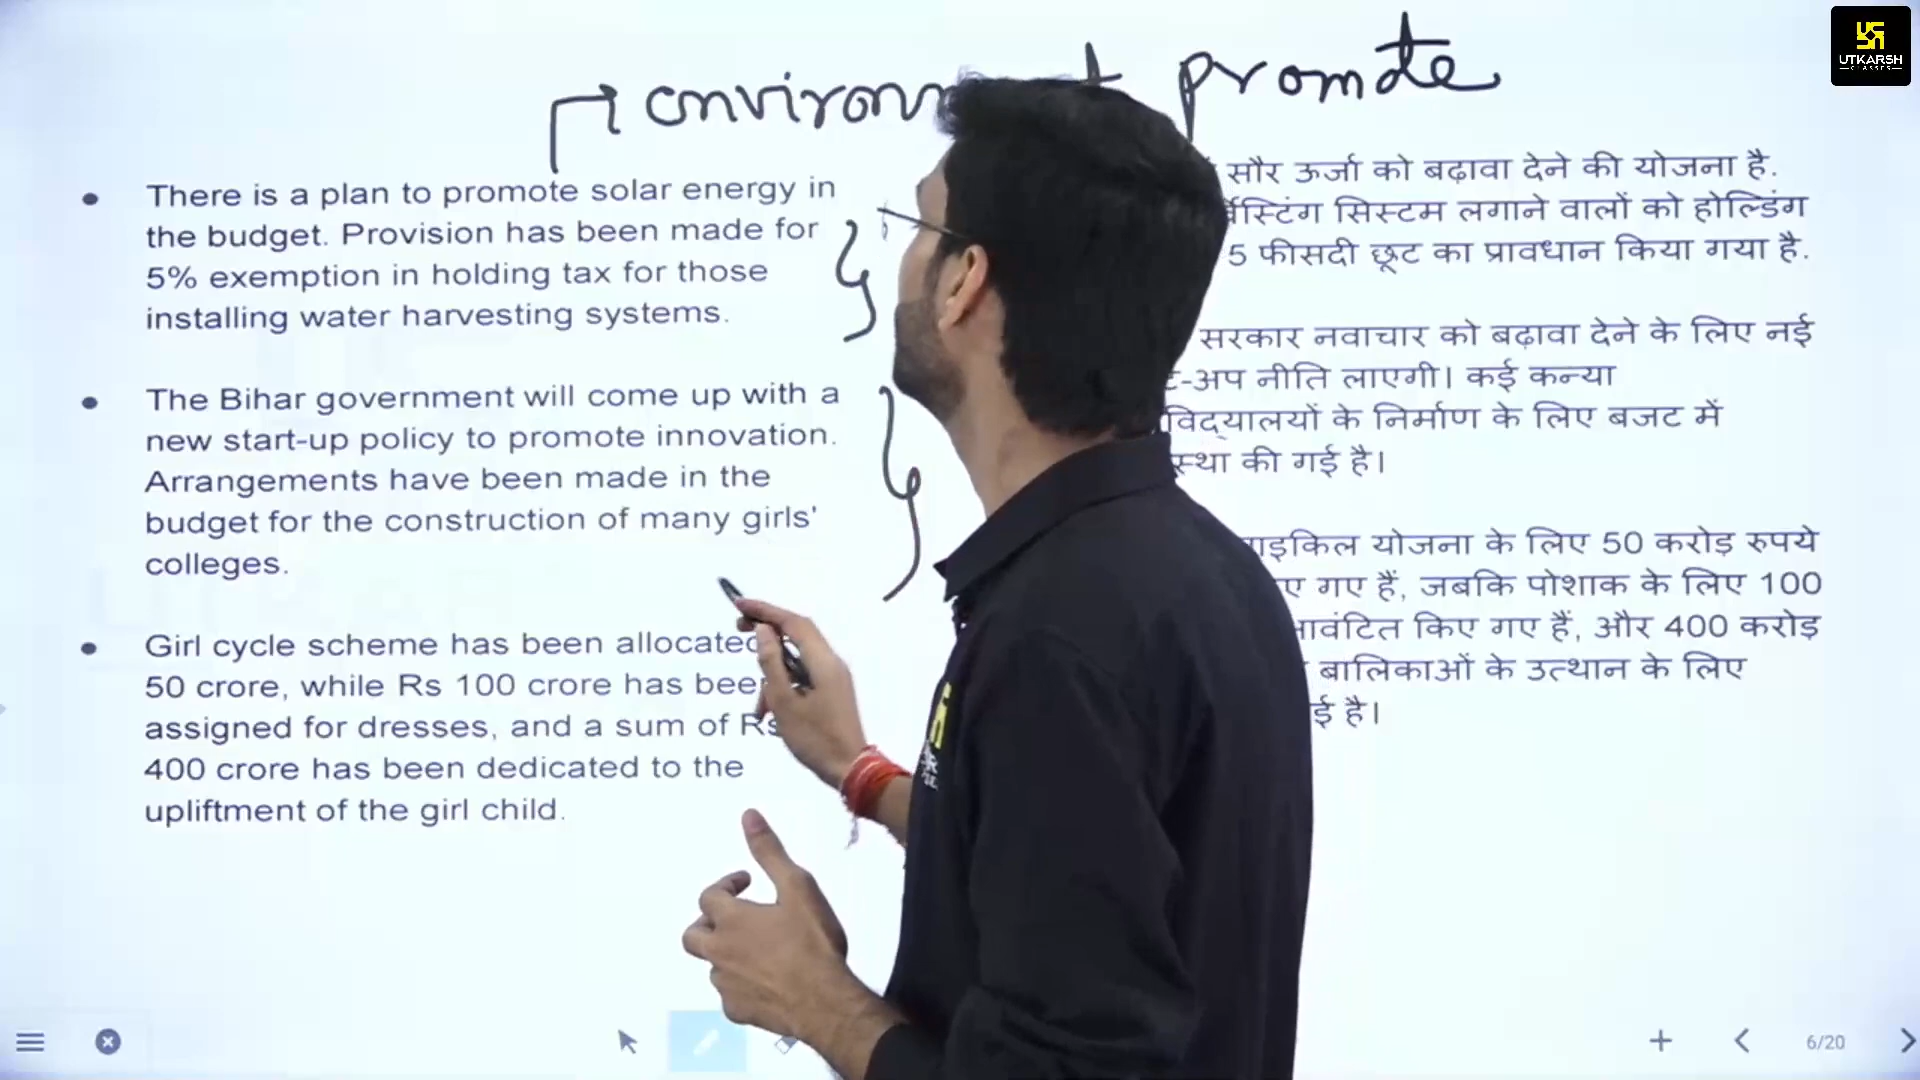 UTKARSH
CLASSES
promote
There is a plan to promote solar energy in
the budget. Provision has been made for
5% exemption in holding tax for those
installing water harvesting systems.
The Bihar government will come up with a
new start-up policy to promote innovation.
Arrangements have been made in the
budget for the construction of many girls'
colleges.
Girl cycle scheme has been allocated
50 crore, while Rs 100 crore has been
assigned for dresses, and a sum of Rs
400 crore has been dedicated to the
upliftment of the girl child.
सौर ऊर्जा को बढ़ावा देने की योजना है.
सिस्टम लगाने वालों को होल्डिंग
5 फीसदी छूट का प्रावधान किया गया है.
सरकार नवाचार को बढ़ावा देने के लिए नई
-अप नीति लाएगी। कई कन्या
विद्यालयों के निर्माण के लिए बजट में
की गई है।
योजना के लिए 50 करोड़ रुपये
गए हैं, जबकि पोशाक के लिए 100
आवंटित किए गए हैं, और 400 करोड़
बालिकाओं के उत्थान के लिए
है।
6/20